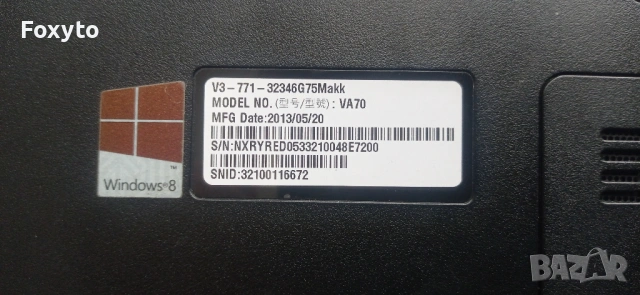 Foxyto
V3-771-32346G75Makk
MODEL NO.(型号/型號): VA70
MFG Date:2013/05/20
S/N:NXRYRED0533210048E7200
SNID:32100116672
Windows 8
bazar